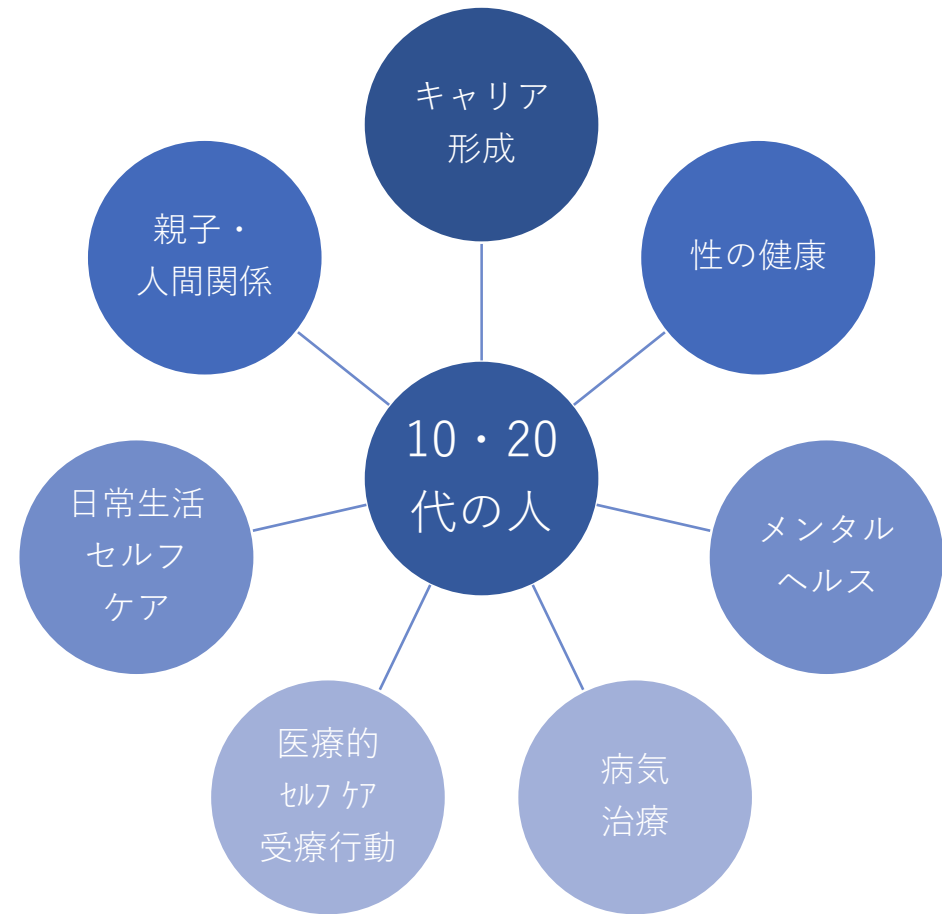 キャリア
形成
親子・
人間関係
性の健康
10・20
代の人
日常生活
セルフ
ケア
メンタル
ヘルス
医療的
ｾﾙﾌ ｹｱ
受療行動
病気
治療